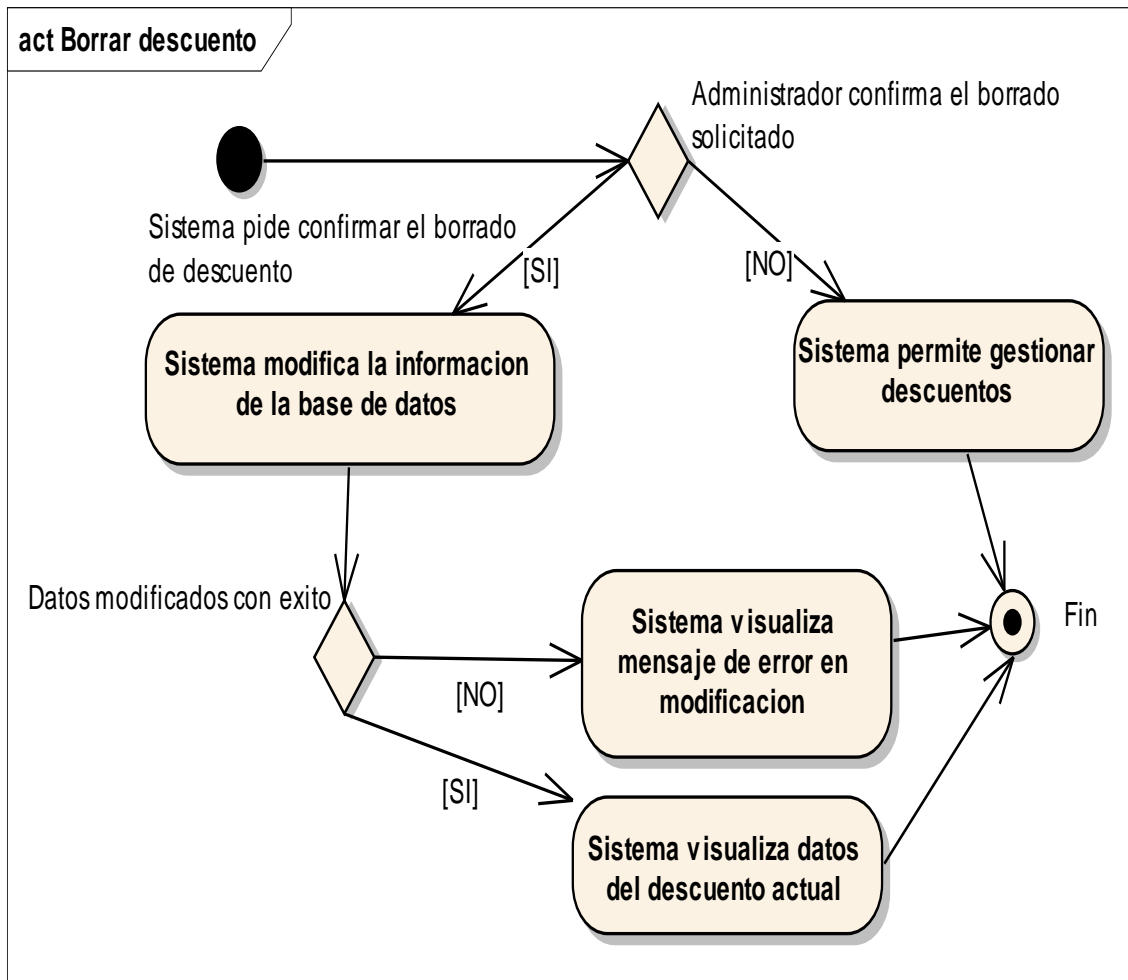 act Borrar descuento
Administrador confirma el borrado
solicitado
Sistema pide confirmar el borrado
de descuento
[SI]
[NO]
Sistema modifica la informacion
de la base de datos
Sistema permite gestionar
descuentos
Datos modificados con exito
[NO]
Sistema visualiza
mensaje de error en
modificacion
Fin
[SI]
Sistema visualiza datos
del descuento actual